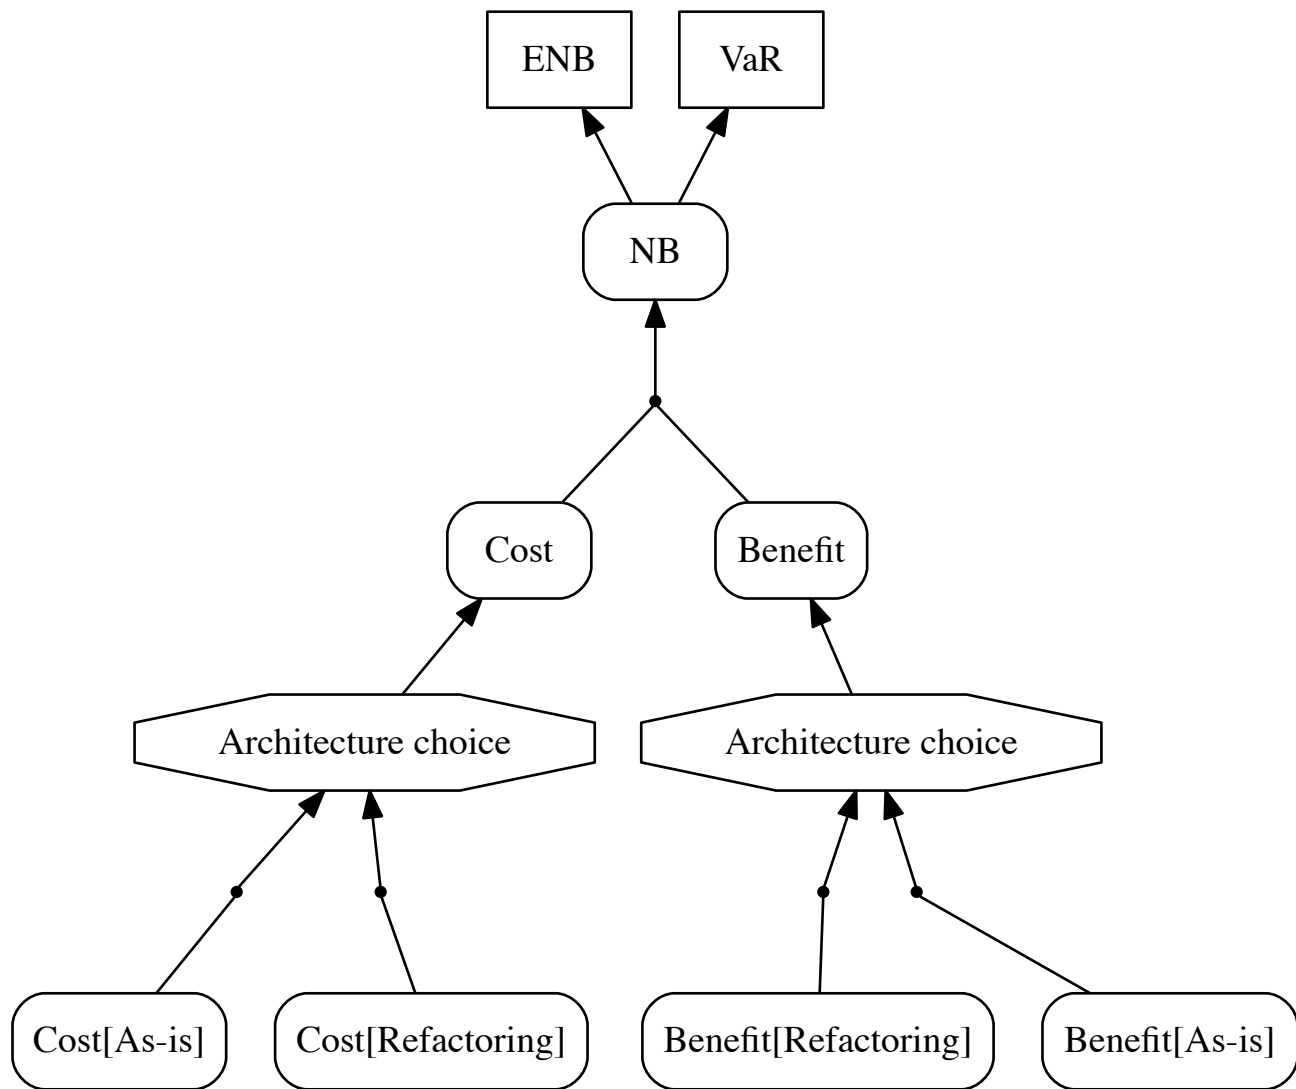 ENB
VaR
NB
Cost
Benefit
Architecture choice
Architecture choice
Cost[As-is]
Cost[Refactoring]
Benefit[Refactoring]
Benefit[As-is]